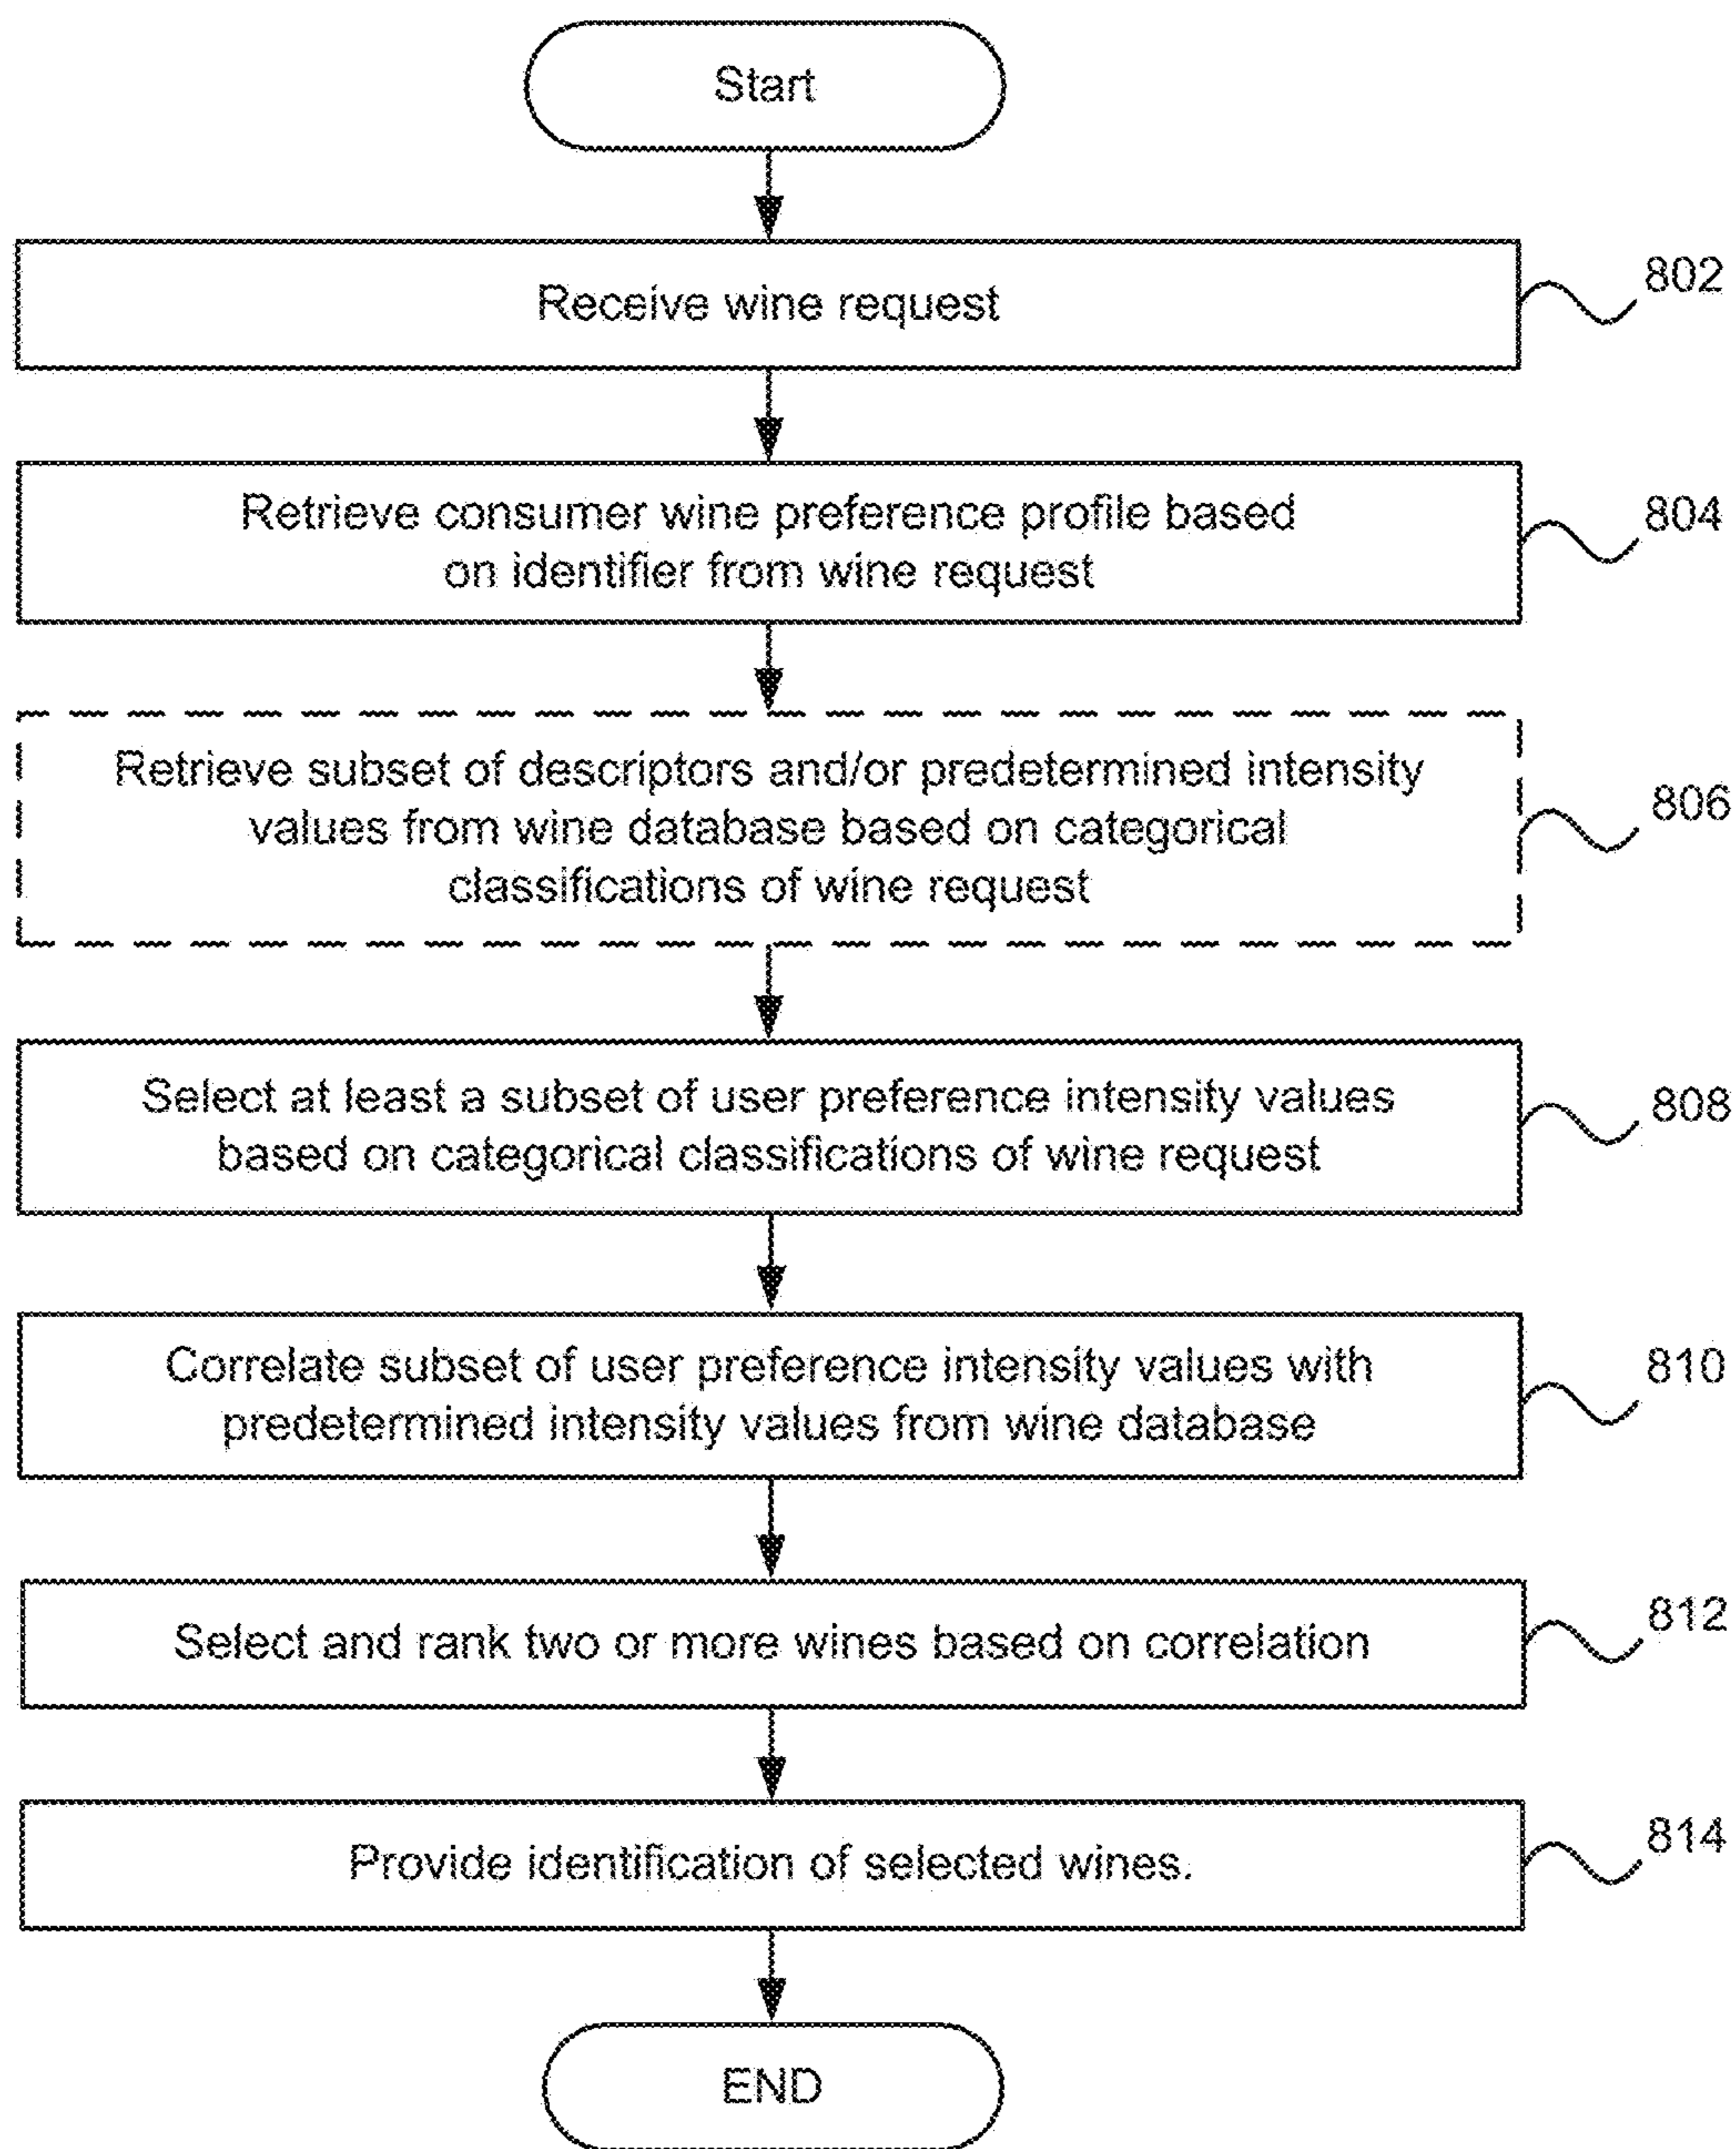 Start
Receive wine request
802
Retrieve consumer wine preference profile based
on identifier from wine request
804
Retrieve subset of descriptors and/or predetermined intensity
values from wine database based on categorical
classifications of wine request
806
Select at least a subset of user preference intensity values
based on categorical classifications of wine request
808
Correlate subset of user preference intensity values with
predetermined intensity values from wine database
810
Select and rank two or more wines based on correlation
812
Provide identification of selected wines.
814
END